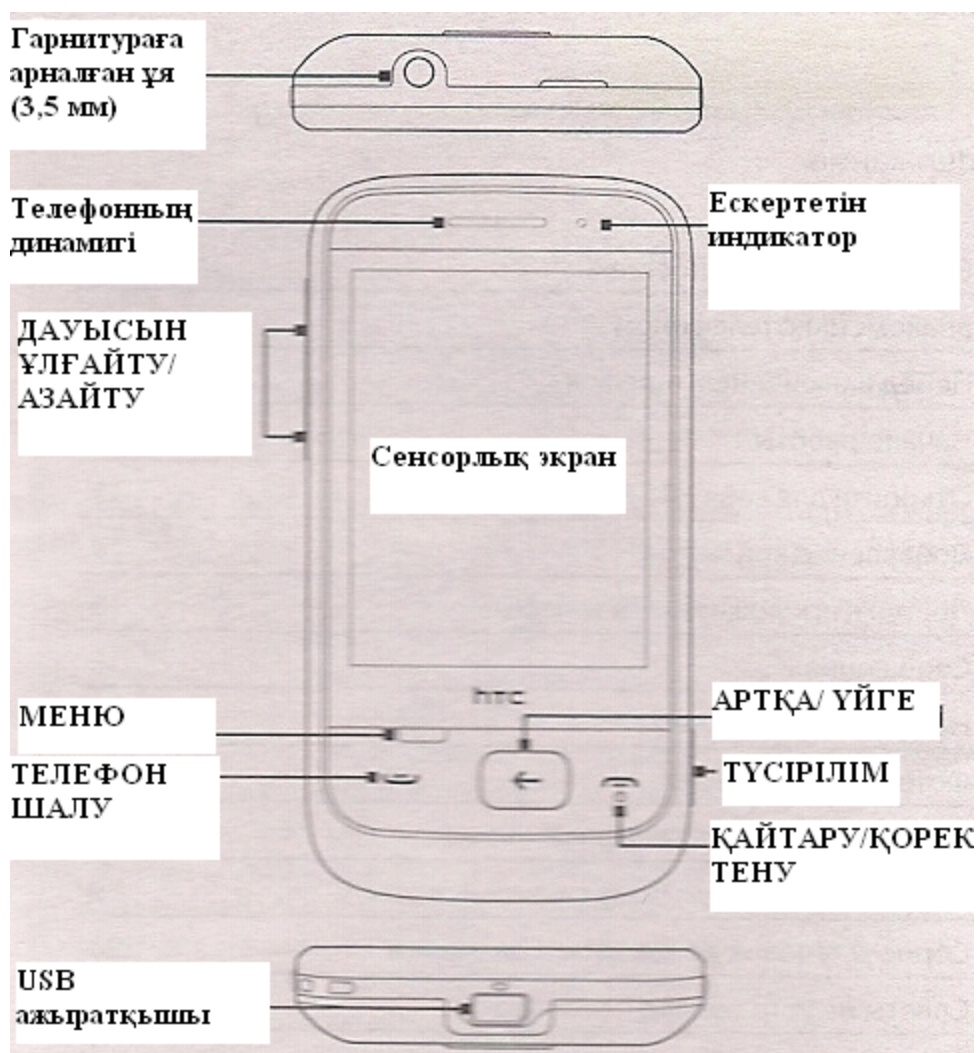 Гарнитураға
арналған ұя
(3,5 мм)
Телефонның
динамигі
Ескертетін
индикатор
ДАУЫСЫН
ҰЛҒАЙТУ/
АЗАЙТУ
Сенсорлық экран
htc
МЕНЮ
АРТҚА/ ҮЙГЕ
ТЕЛЕФОН
ШАЛУ
ТҮСІРІЛІМ
ҚАЙТАРУ/ҚОРЕК
ТЕНУ
USB
ажыратқышы